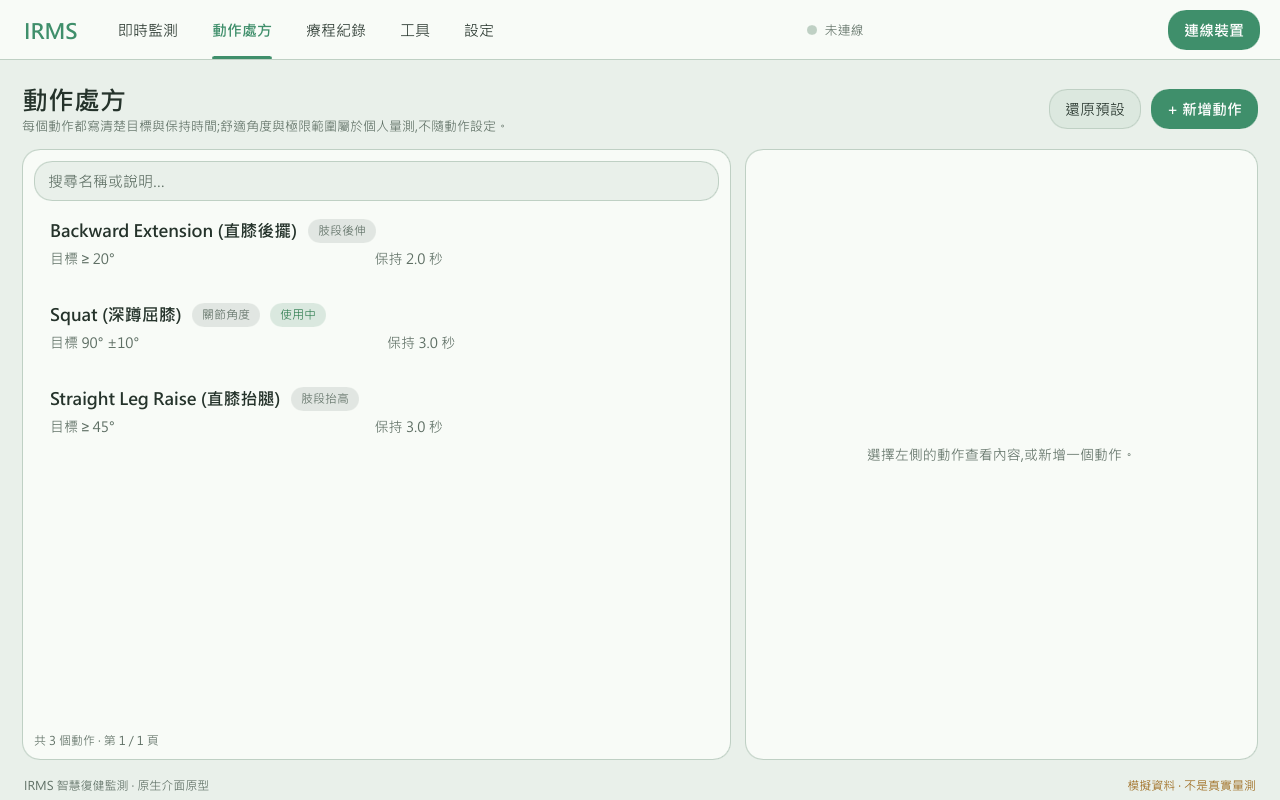 IRMS 即時監測 動作處方 療程紀錄 工具 設定 未連線 連線裝置
動作處方
每個動作都寫清楚目標與保持時間;舒適角度與極限範圍屬於個人量測,不隨動作設定。
還原預設 + 新增動作
搜尋名稱或說明...
Backward Extension (直膝後擺) 肢段後伸
目標 ≥ 20° 保持 2.0 秒
Squat (深蹲屈膝) 關節角度 使用中
目標 90° ±10° 保持 3.0 秒
Straight Leg Raise (直膝抬腿) 肢段抬高
目標 ≥ 45° 保持 3.0 秒
選擇左側的動作查看內容,或新增一個動作。
共 3 個動作 · 第 1 / 1 頁
IRMS 智慧復健監測 · 原生介面原型
模擬資料 · 不是真實量測